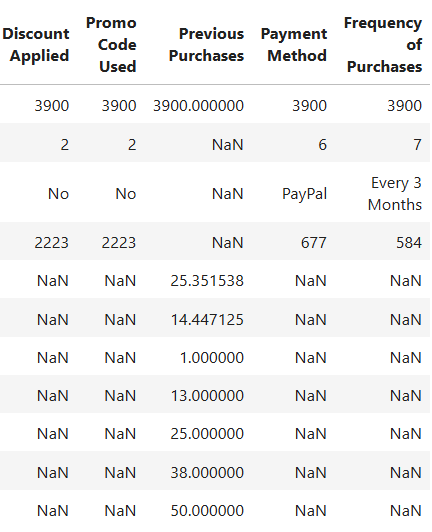 Discount Applied Promo Code Used Previous Purchases Payment Method Frequency of Purchases
3900 3900 3900.000000 3900 3900
2 2 NaN 6 7
No No NaN PayPal Every 3 Months
2223 2223 NaN 677 584
NaN NaN 25.351538 NaN NaN
NaN NaN 14.447125 NaN NaN
NaN NaN 1.000000 NaN NaN
NaN NaN 13.000000 NaN NaN
NaN NaN 25.000000 NaN NaN
NaN NaN 38.000000 NaN NaN
NaN NaN 50.000000 NaN NaN